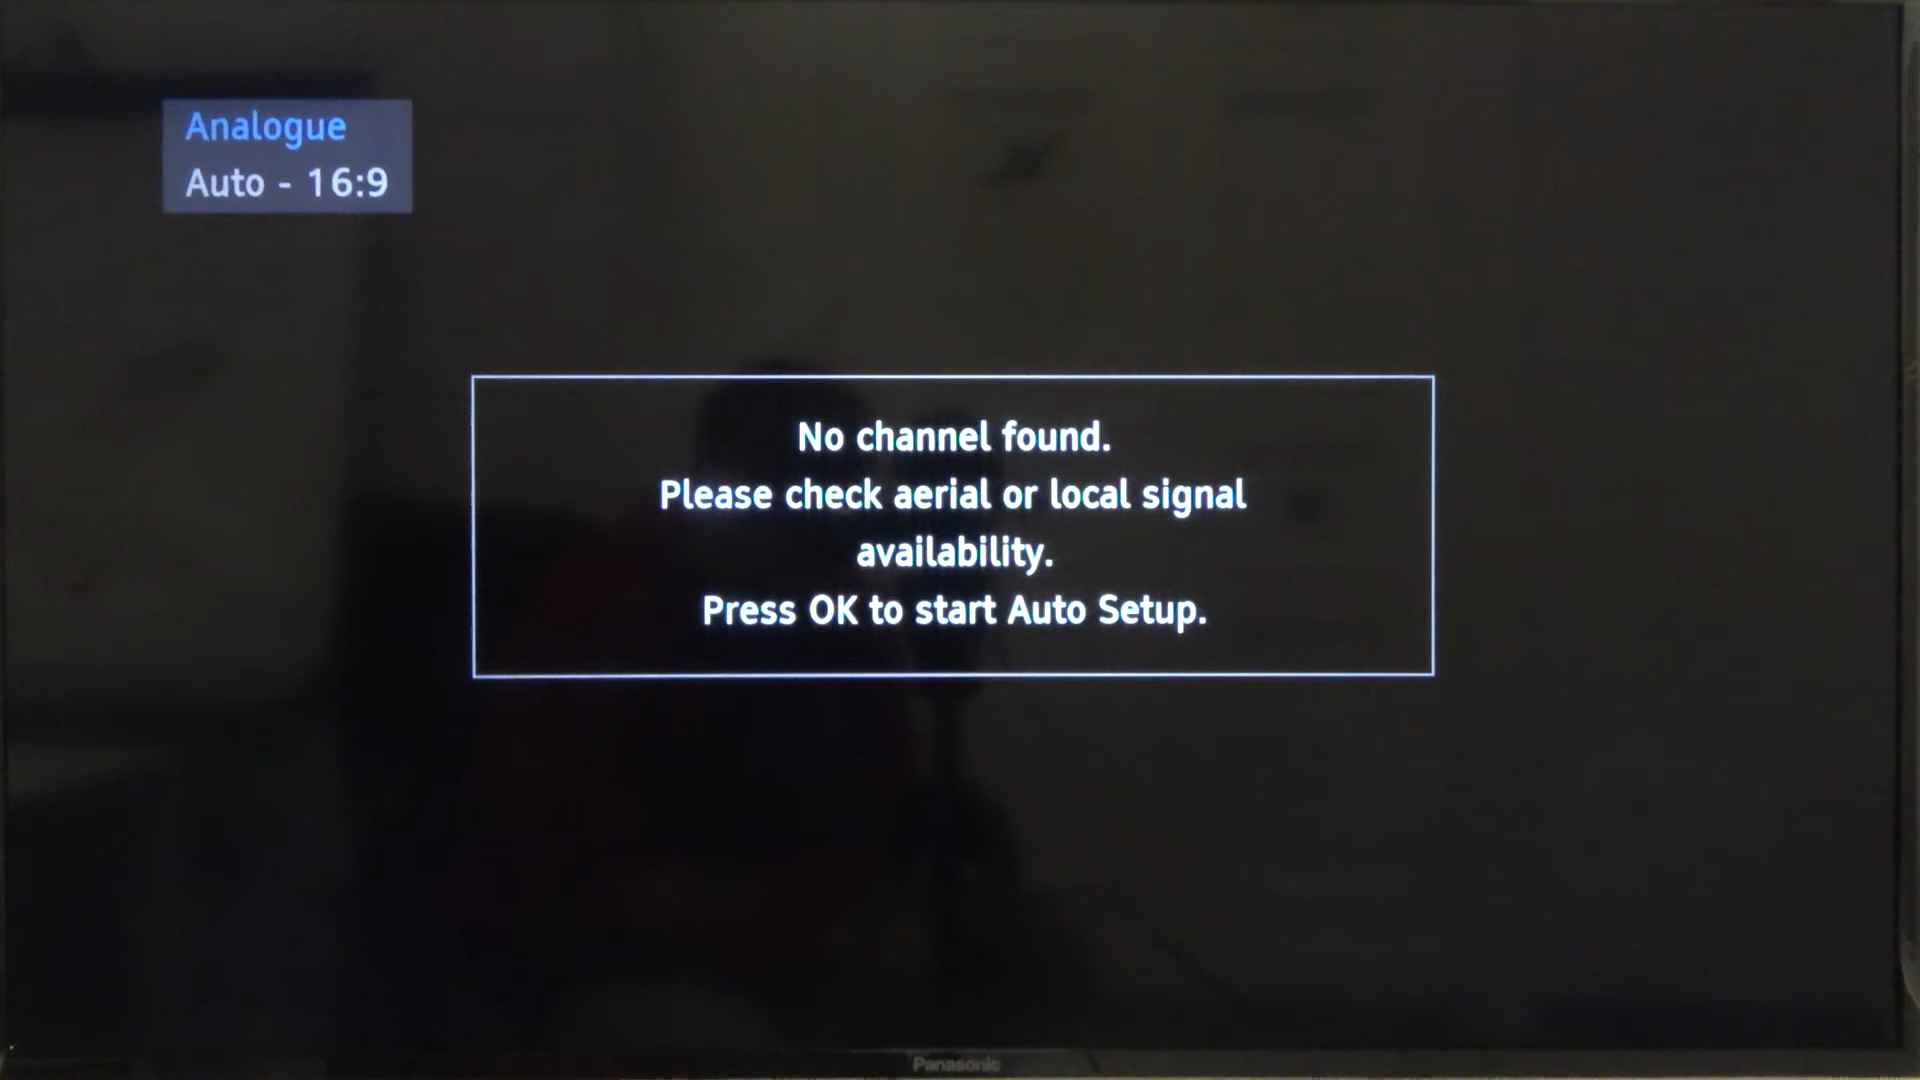 Analogue
Auto - 16:9
No channel found.
Please check aerial or local signal
availability.
Press OK to start Auto Setup.
Panasonic